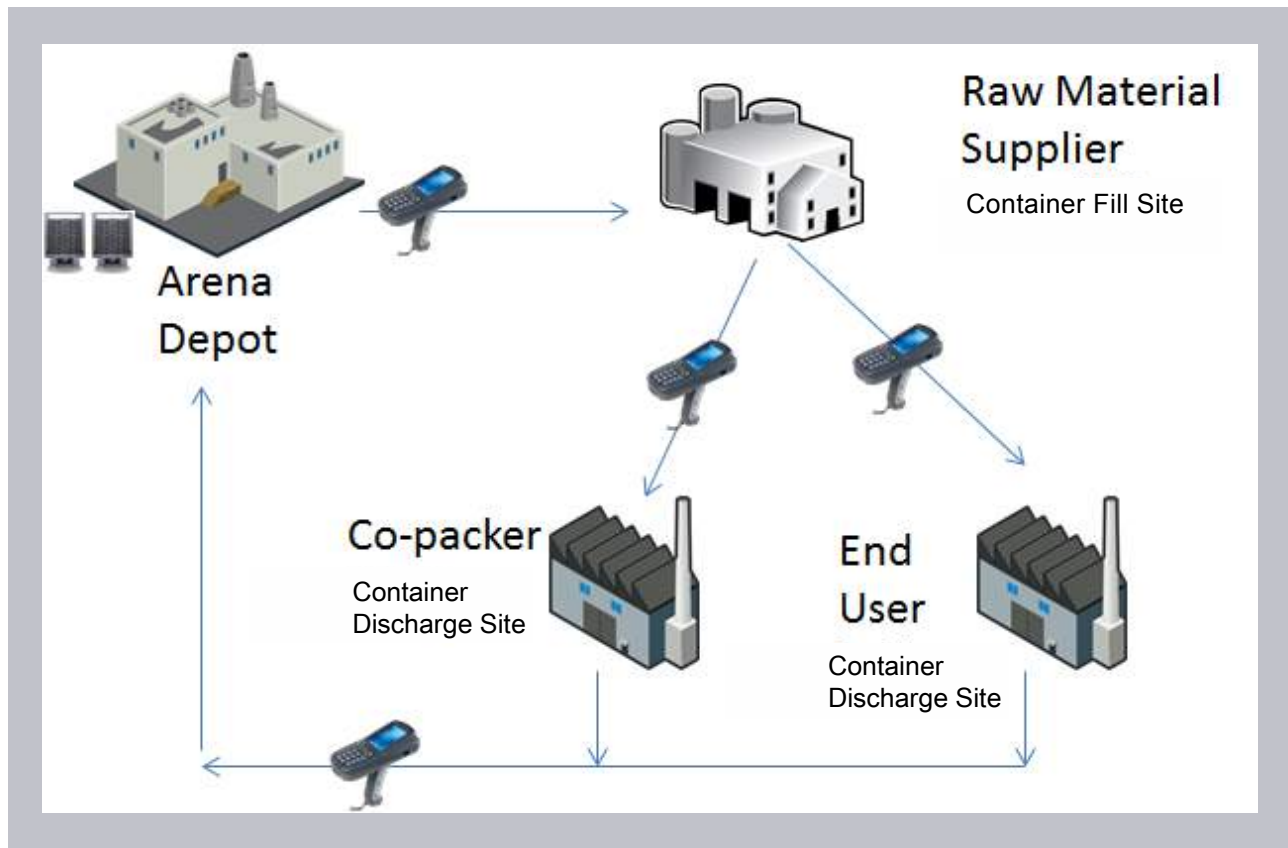 Raw Material
Supplier
Container Fill Site
Arena
Depot
Co-packer
Container
Discharge Site
End
User
Container
Discharge Site